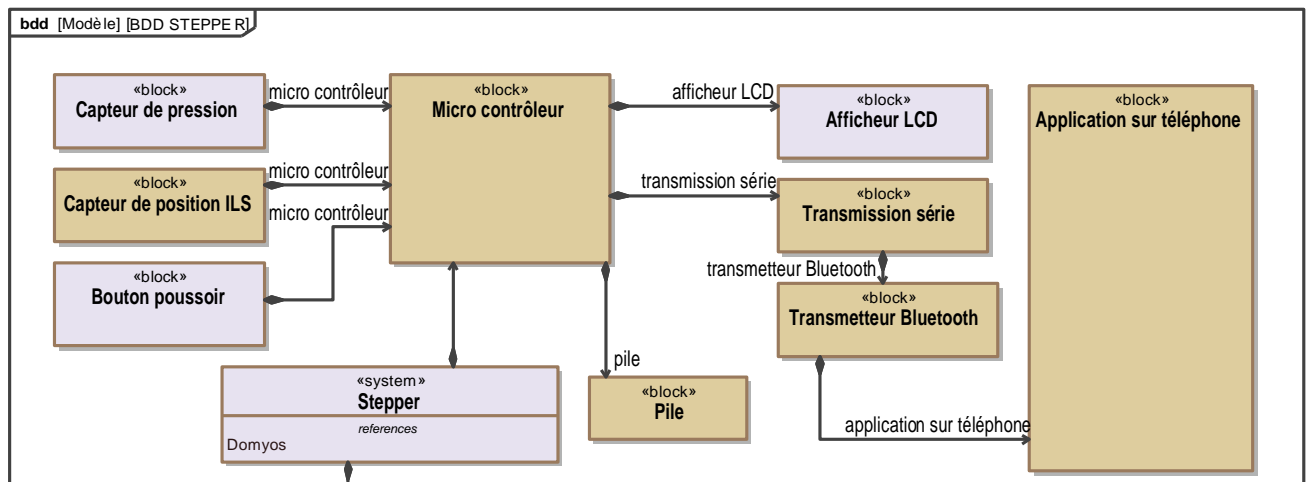 bdd [Modèle] [BDD STEPPER]
«block»
Capteur de pression
micro contrôleur
«block»
Micro contrôleur
afficheur LCD
«block»
Afficheur LCD
«block»
Application sur téléphone
«block»
Capteur de position ILS
micro contrôleur
transmission série
«block»
Transmission série
micro contrôleur
«block»
Bouton poussoir
transmetteur Bluetooth
«block»
Transmetteur Bluetooth
pile
«block»
Pile
«system»
Stepper
references
Domyos
application sur téléphone